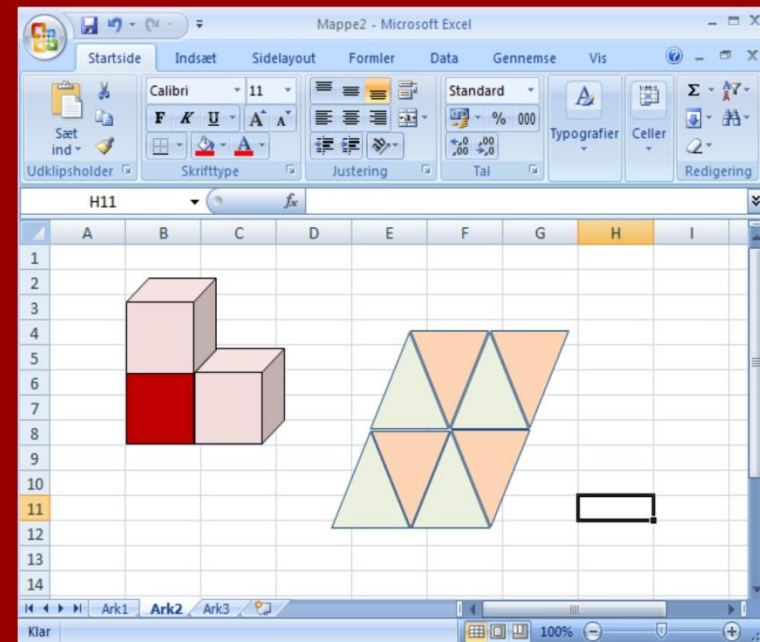 Mappe2 - Microsoft Excel
Startside Indsæt Sidelayout Formler Data Gennemse Vis
Sæt ind
Calibri 11
F K U A A
A
Standard
% 000
,0 ,00
,00 ,0
Typografier
Celler
Σ
Udklipsholder Skrifttype Justering Tal Redigering
H11 fx
A B C D E F G H I
1
2
3
4
5
6
7
8
9
10
11
12
13
14
Ark1 Ark2 Ark3
Klar 100%